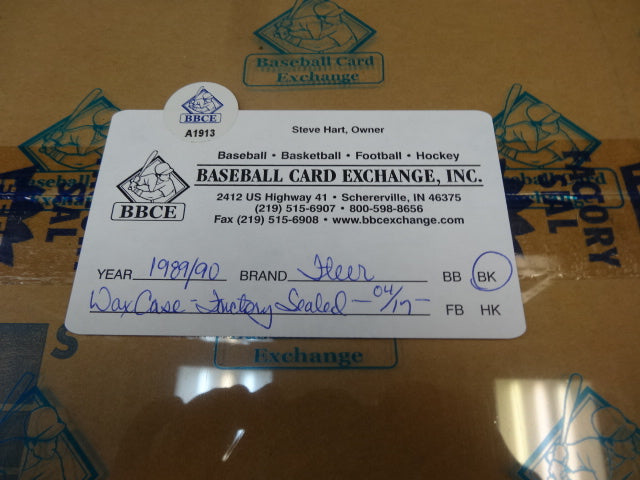 Baseball Card
Exchange
BBCE
A1913
Steve Hart, Owner
Baseball • Basketball • Football • Hockey
BASEBALL CARD EXCHANGE, INC.
2412 US Highway 41 • Schererville, IN 46375
(219) 515-6907 • 800-598-8656
Fax (219) 515-6908 • www.bbcexchange.com
BBCE
YEAR 1989/90 BRAND Fleer BB BK
Wax Case - Factory Sealed - 04/17 - FB HK
FACTORY
SEAL
Exchange
S